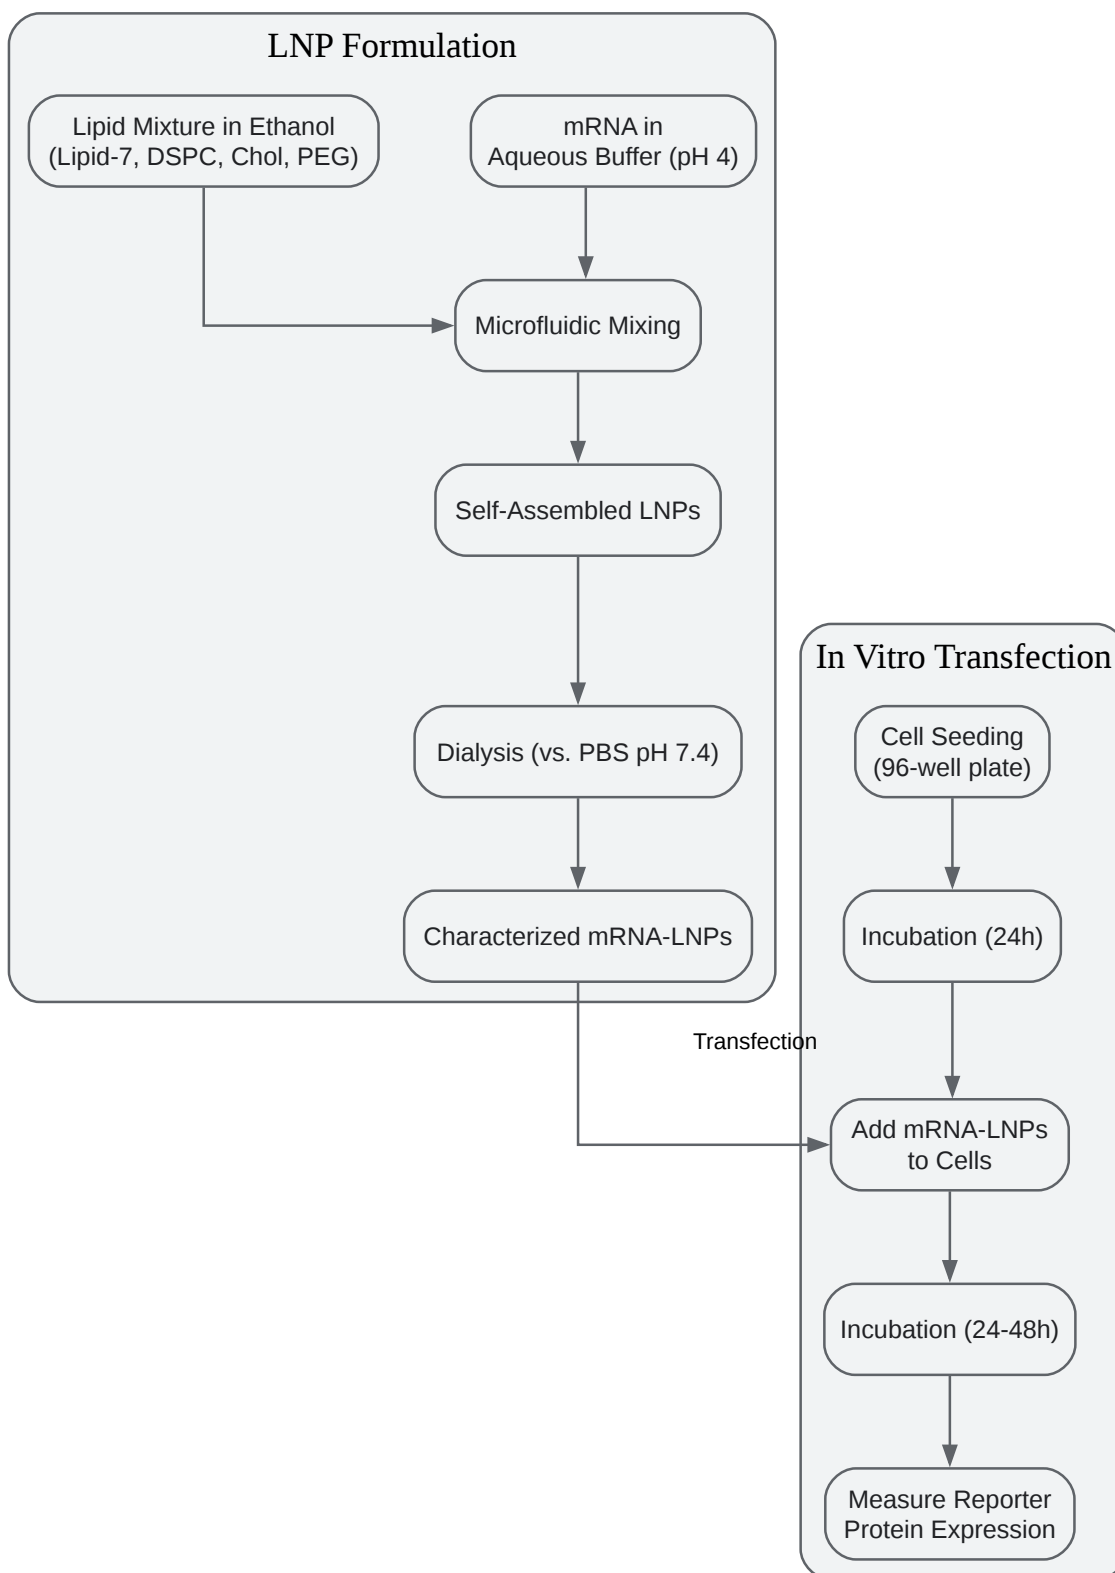 LNP Formulation
Lipid Mixture in Ethanol
(Lipid-7, DSPC, Chol, PEG)
mRNA in
Aqueous Buffer (pH 4)
Microfluidic Mixing
Self-Assembled LNPs
Dialysis (vs. PBS pH 7.4)
Characterized mRNA-LNPs
In Vitro Transfection
Cell Seeding
(96-well plate)
Incubation (24h)
Transfection
Add mRNA-LNPs
to Cells
Incubation (24-48h)
Measure Reporter
Protein Expression